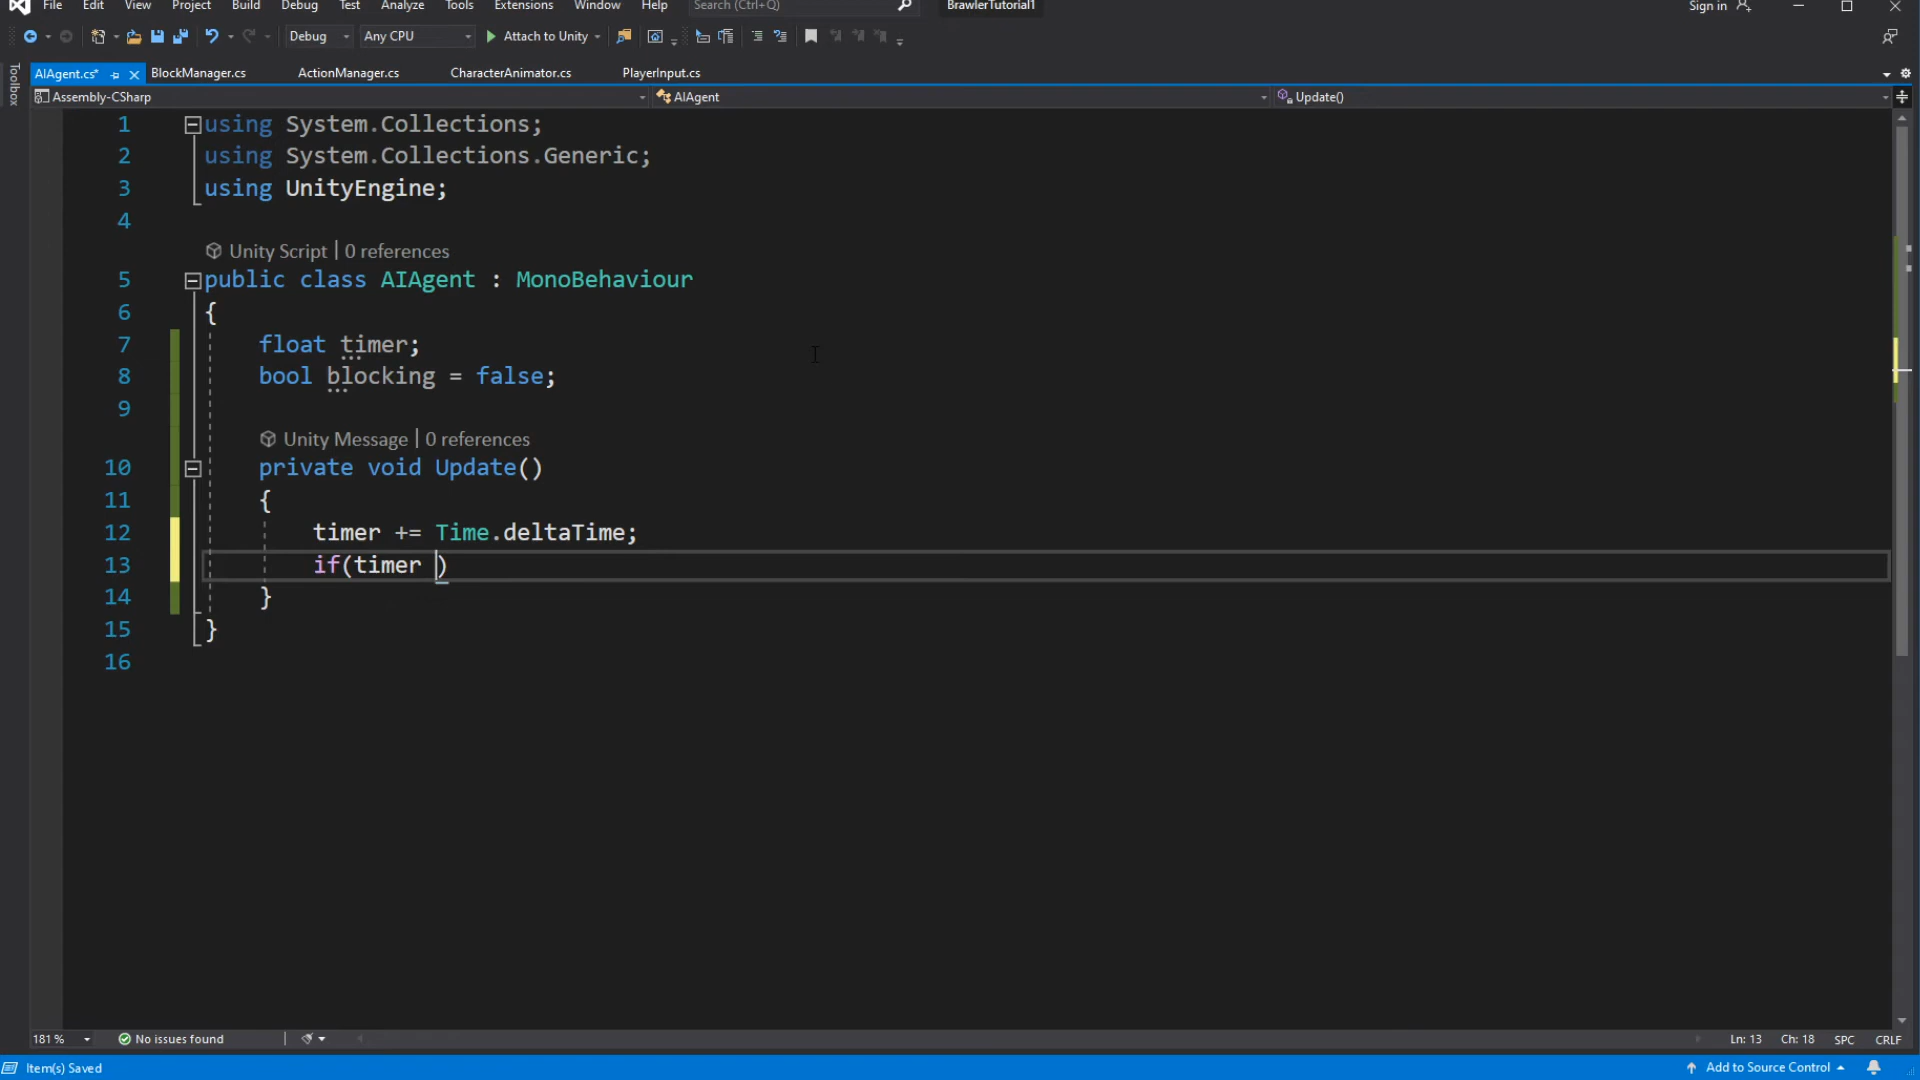 File Edit View Project Build Debug Test Analyze Tools Extensions Window Help Search (Ctrl+Q) BrawlerTutorial1 Sign in
Debug Any CPU Attach to Unity
AIAgent.cs* BlockManager.cs ActionManager.cs CharacterAnimator.cs PlayerInput.cs
Toolbox
Assembly-CSharp AIAgent Update()
1 using System.Collections;
2 using System.Collections.Generic;
3 using UnityEngine;
4
Unity Script | 0 references
5 public class AIAgent : MonoBehaviour
6 {
7 float timer;
8 bool blocking = false;
9
Unity Message | 0 references
10 private void Update()
11 {
12 timer += Time.deltaTime;
13 if(timer )
14 }
15 }
16
181 % No issues found Ln: 13 Ch: 18 SPC CRLF
Item(s) Saved Add to Source Control